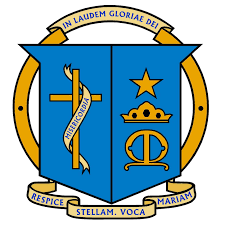 IN LAUDEM GLORIAE DEI
MISERICORDIA
RESPICE
STELLAM. VOCA
MARIAM